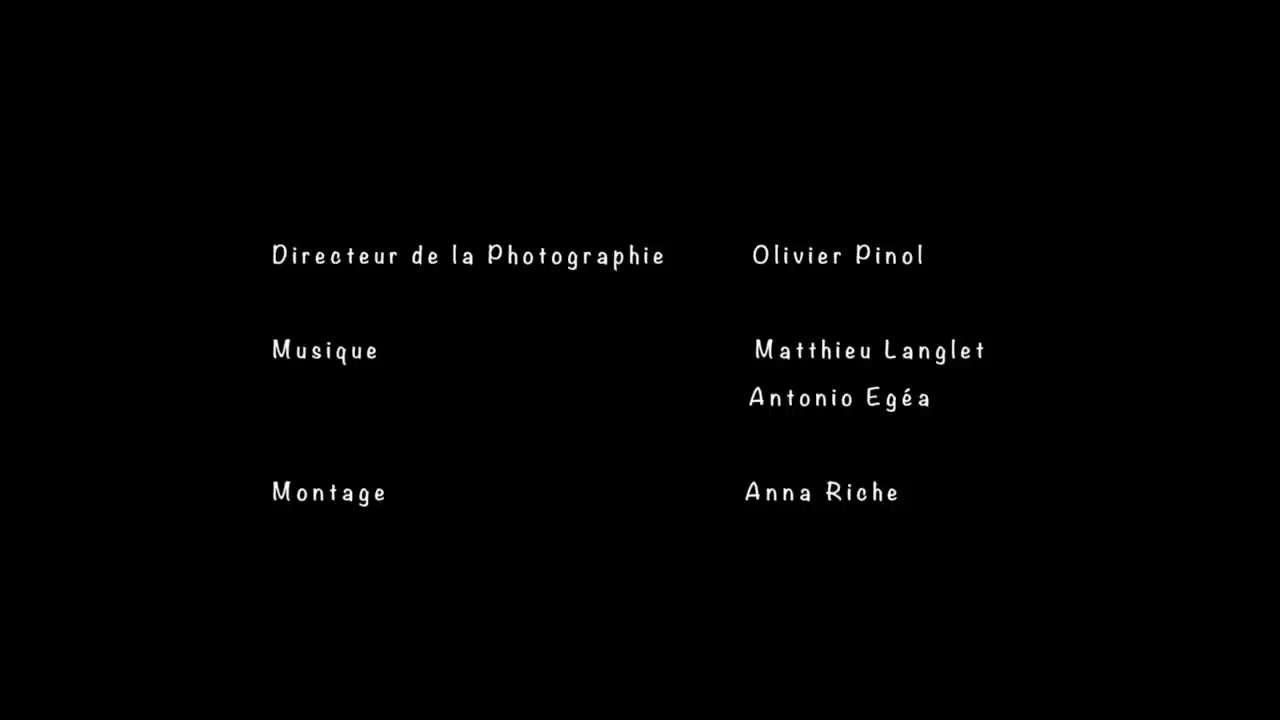 Directeur de la Photographie Olivier Pinol
Musique Matthieu Langlet
Antonio Egéa
Montage Anna Riche